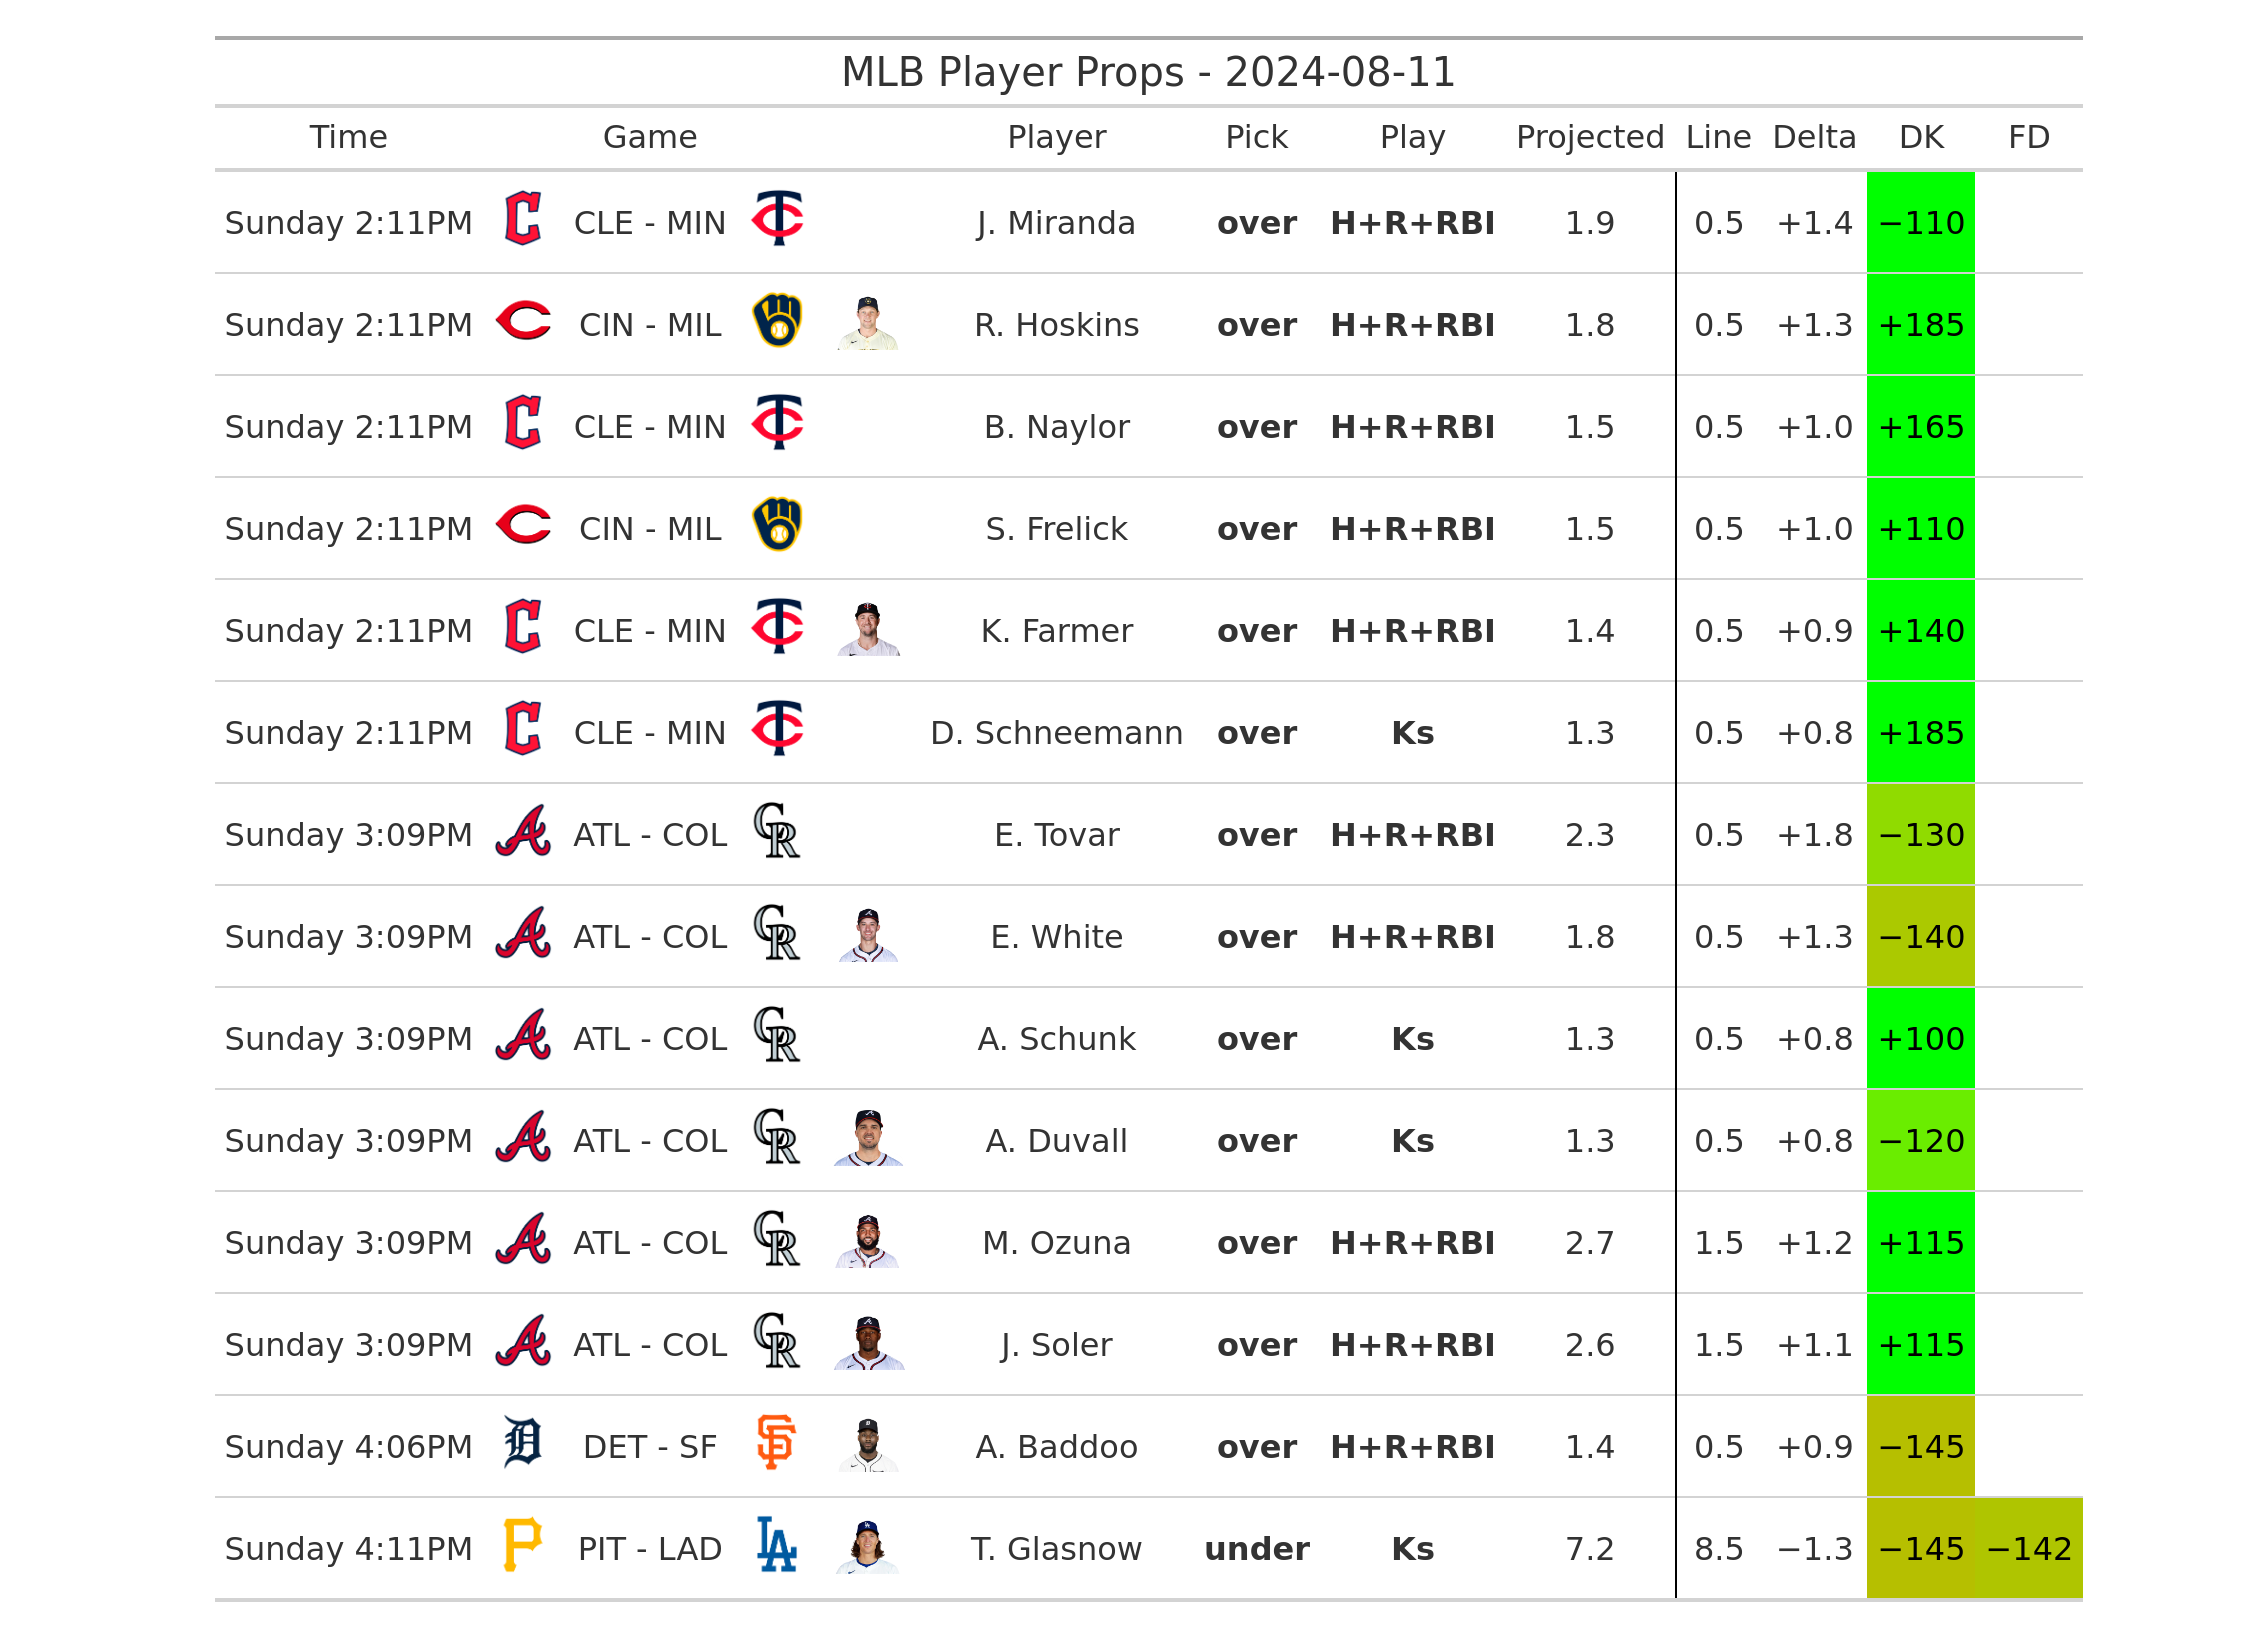 MLB Player Props - 2024-08-11
Time Game Player Pick Play Projected Line Delta DK FD
Sunday 2:11PM CLE - MIN J. Miranda over H+R+RBI 1.9 0.5 +1.4 −110
Sunday 2:11PM CIN - MIL R. Hoskins over H+R+RBI 1.8 0.5 +1.3 +185
Sunday 2:11PM CLE - MIN B. Naylor over H+R+RBI 1.5 0.5 +1.0 +165
Sunday 2:11PM CIN - MIL S. Frelick over H+R+RBI 1.5 0.5 +1.0 +110
Sunday 2:11PM CLE - MIN K. Farmer over H+R+RBI 1.4 0.5 +0.9 +140
Sunday 2:11PM CLE - MIN D. Schneemann over Ks 1.3 0.5 +0.8 +185
Sunday 3:09PM ATL - COL E. Tovar over H+R+RBI 2.3 0.5 +1.8 −130
Sunday 3:09PM ATL - COL E. White over H+R+RBI 1.8 0.5 +1.3 −140
Sunday 3:09PM ATL - COL A. Schunk over Ks 1.3 0.5 +0.8 +100
Sunday 3:09PM ATL - COL A. Duvall over Ks 1.3 0.5 +0.8 −120
Sunday 3:09PM ATL - COL M. Ozuna over H+R+RBI 2.7 1.5 +1.2 +115
Sunday 3:09PM ATL - COL J. Soler over H+R+RBI 2.6 1.5 +1.1 +115
Sunday 4:06PM DET - SF A. Baddoo over H+R+RBI 1.4 0.5 +0.9 −145
Sunday 4:11PM PIT - LAD T. Glasnow under Ks 7.2 8.5 −1.3 −145 −142